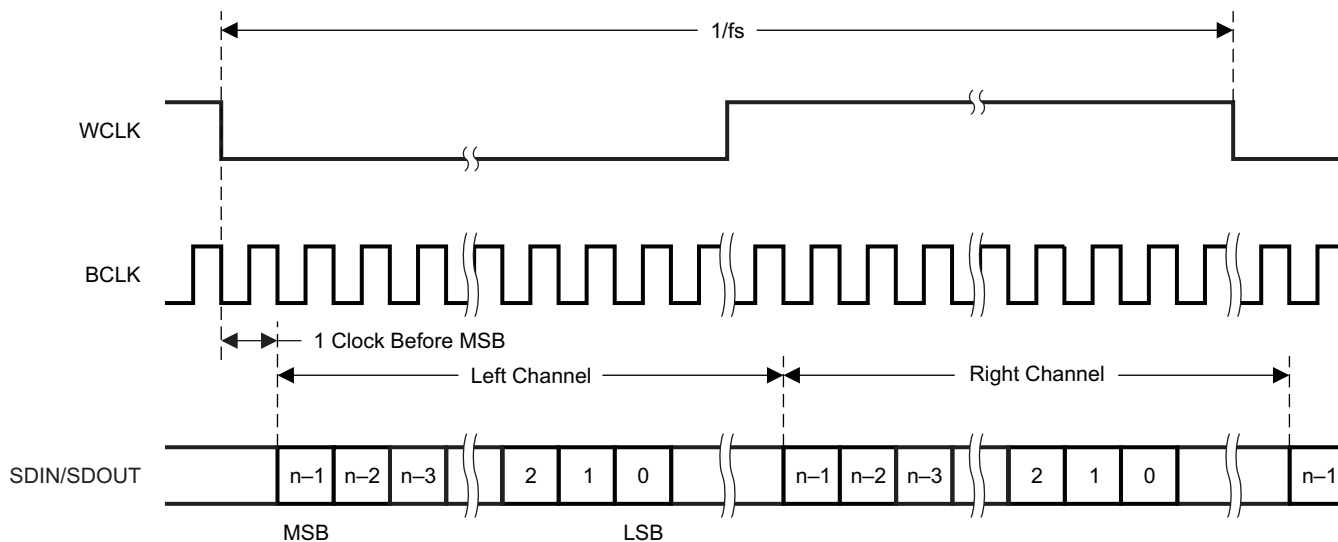 1/fs
WCLK
BCLK
1 Clock Before MSB
Left Channel
Right Channel
SDIN/SDOUT
n–1 n–2 n–3 2 1 0 n–1 n–2 n–3 2 1 0 n–1
MSB LSB